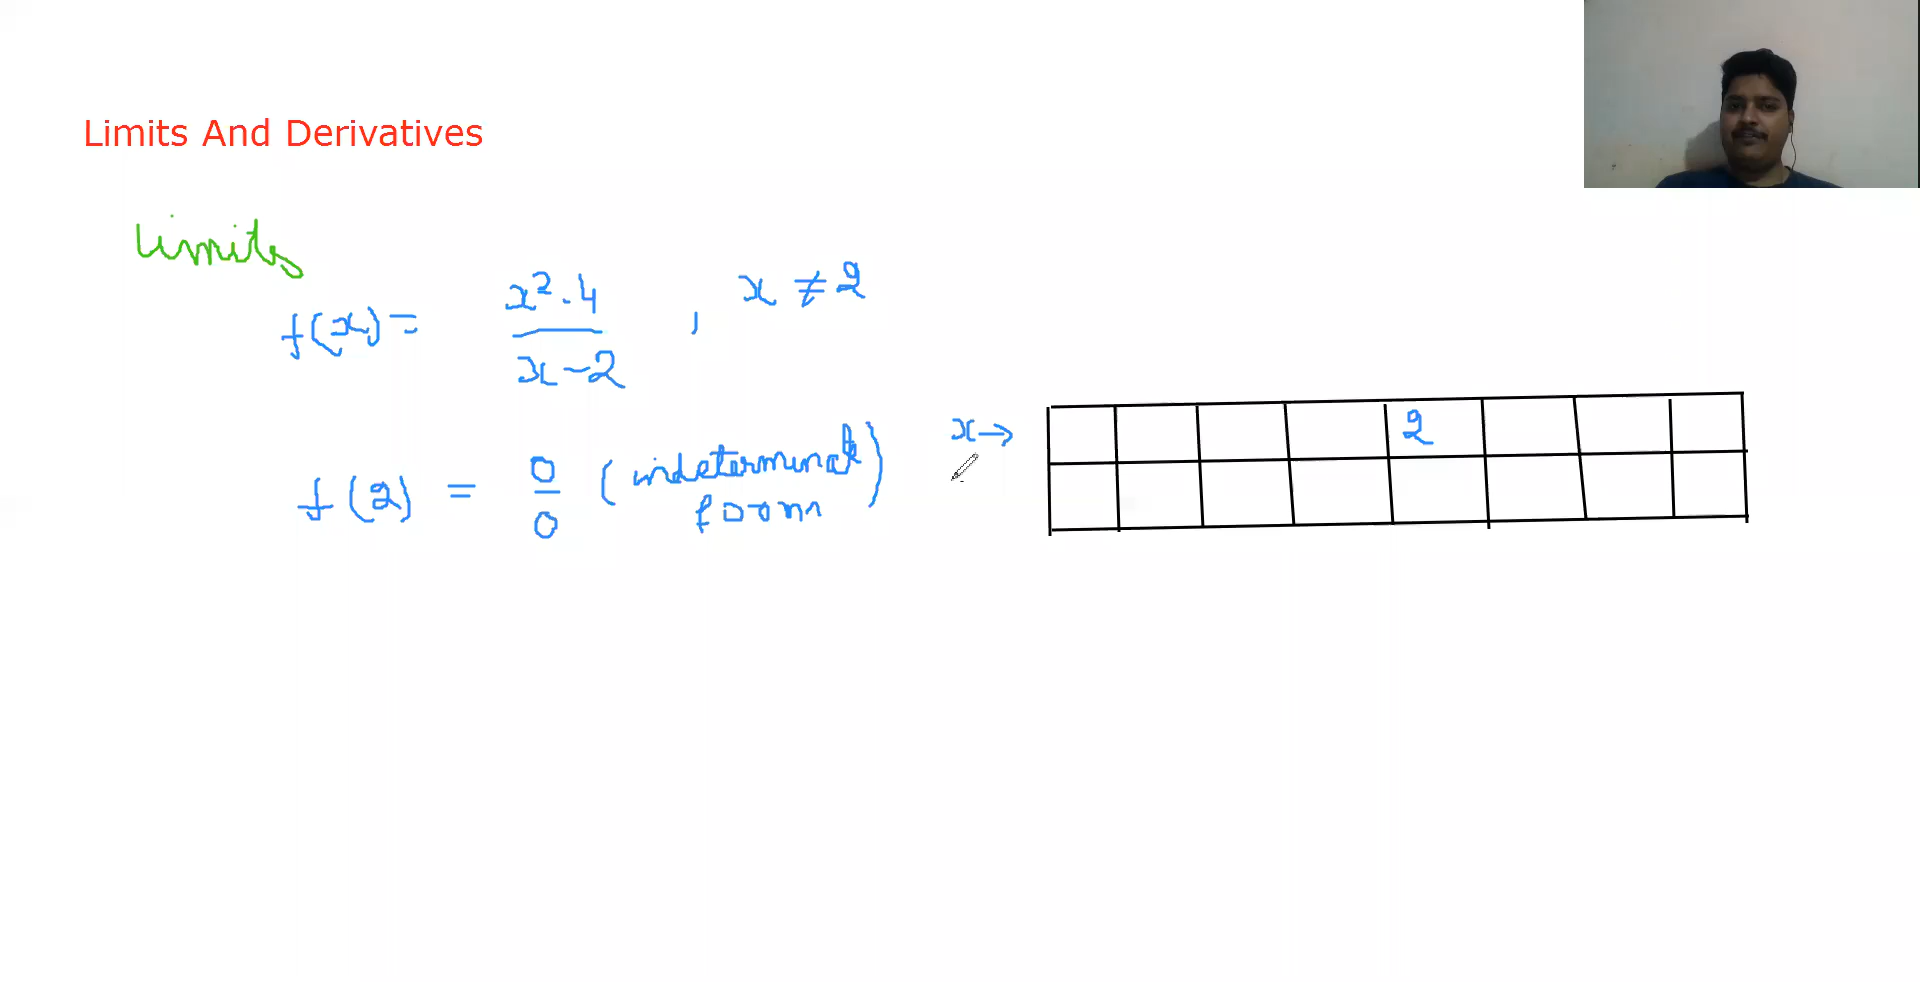 Limits And Derivatives
Limits
f(x) = x² - 4 / x - 2 , x ≠ 2
f(2) = 0/0 (indeterminate
form)
x →
2